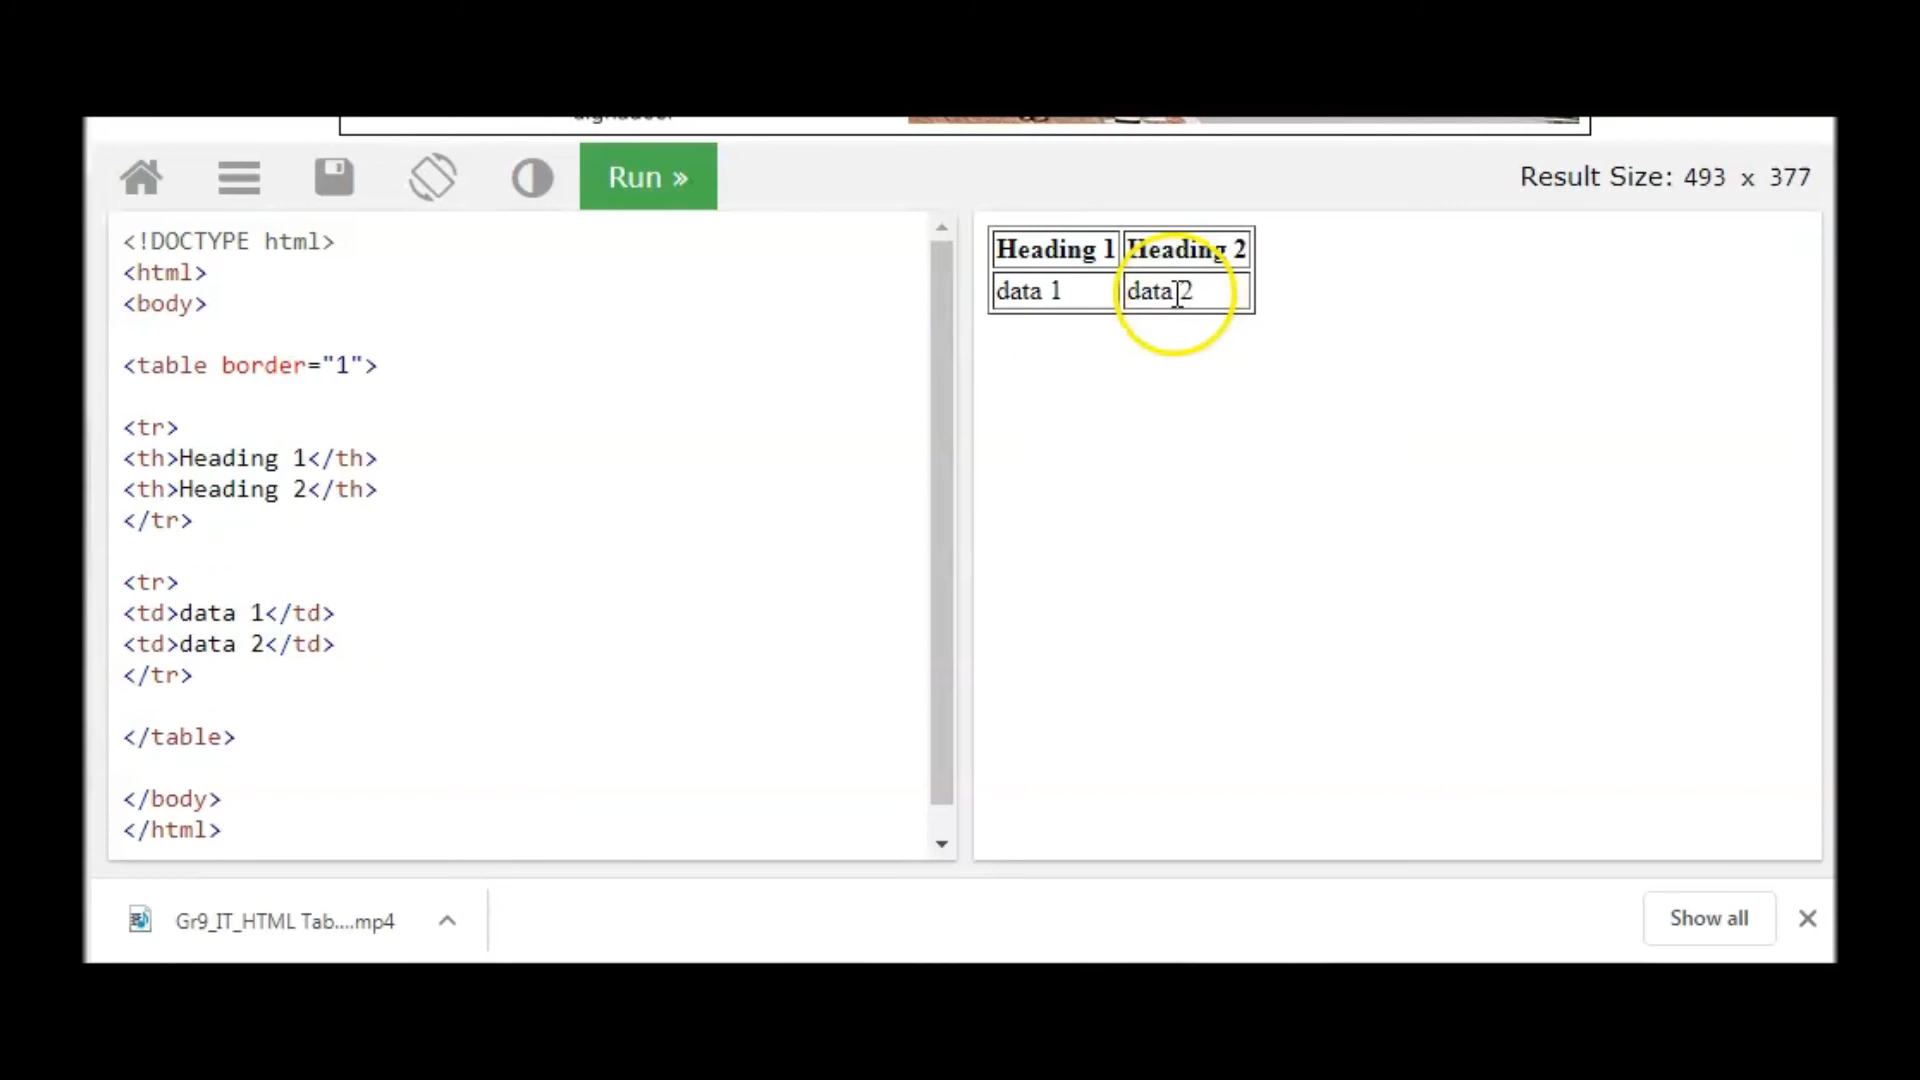 Run »
Result Size: 493 x 377
<!DOCTYPE html>
<html>
<body>
<table border="1">
<tr>
<th>Heading 1</th>
<th>Heading 2</th>
</tr>
<tr>
<td>data 1</td>
<td>data 2</td>
</tr>
</table>
</body>
</html>
Heading 1 Heading 2
data 1 data 2
Gr9_IT_HTML Tab....mp4
Show all